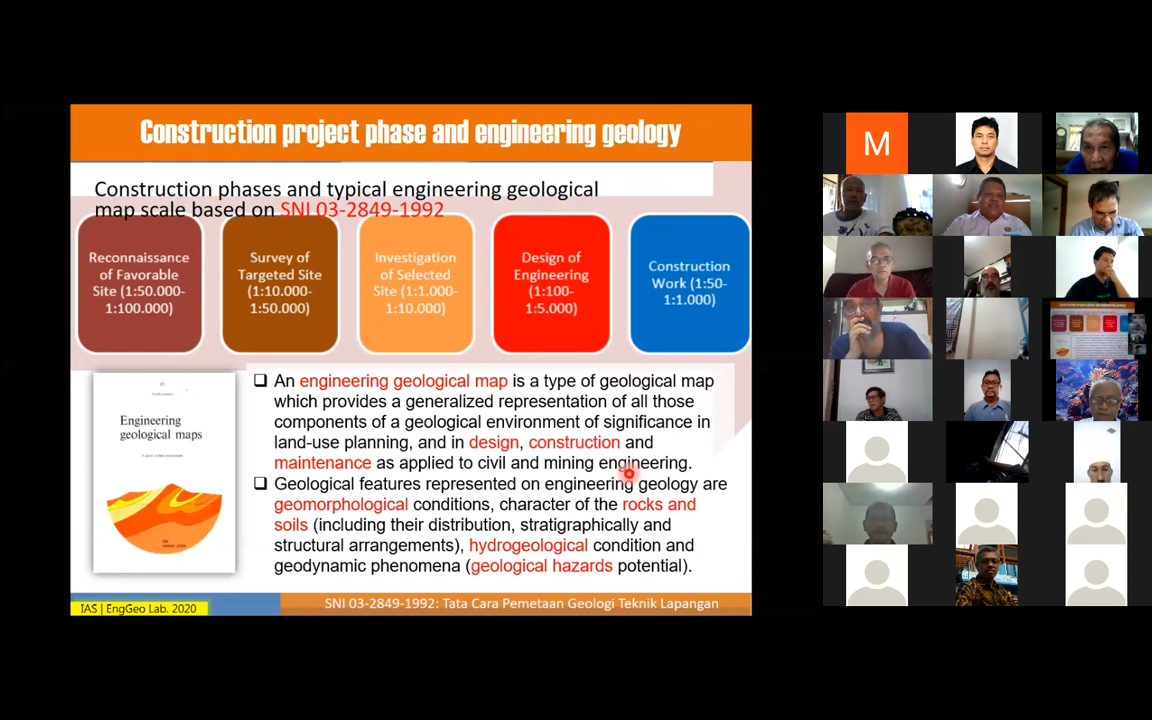 Construction project phase and engineering geology
Construction phases and typical engineering geological
map scale based on SNI 03-2849-1992
Reconnaissance
of Favorable
Site (1:50.000-
1:100.000)
Survey of
Targeted Site
(1:10.000-
1:50.000)
Investigation
of Selected
Site (1:1.000-
1:10.000)
Design of
Engineering
(1:100-
1:5.000)
Construction
Work (1:50-
1:1.000)
Engineering
geological maps
❑ An engineering geological map is a type of geological map
which provides a generalized representation of all those
components of a geological environment of significance in
land-use planning, and in design, construction and
maintenance as applied to civil and mining engineering.
❑ Geological features represented on engineering geology are
geomorphological conditions, character of the rocks and
soils (including their distribution, stratigraphically and
structural arrangements), hydrogeological condition and
geodynamic phenomena (geological hazards potential).
IAS | EngGeo Lab. 2020
SNI 03-2849-1992: Tata Cara Pemetaan Geologi Teknik Lapangan
M